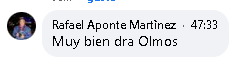 Rafael Aponte Martínez · 47:33
Muy bien dra Olmos